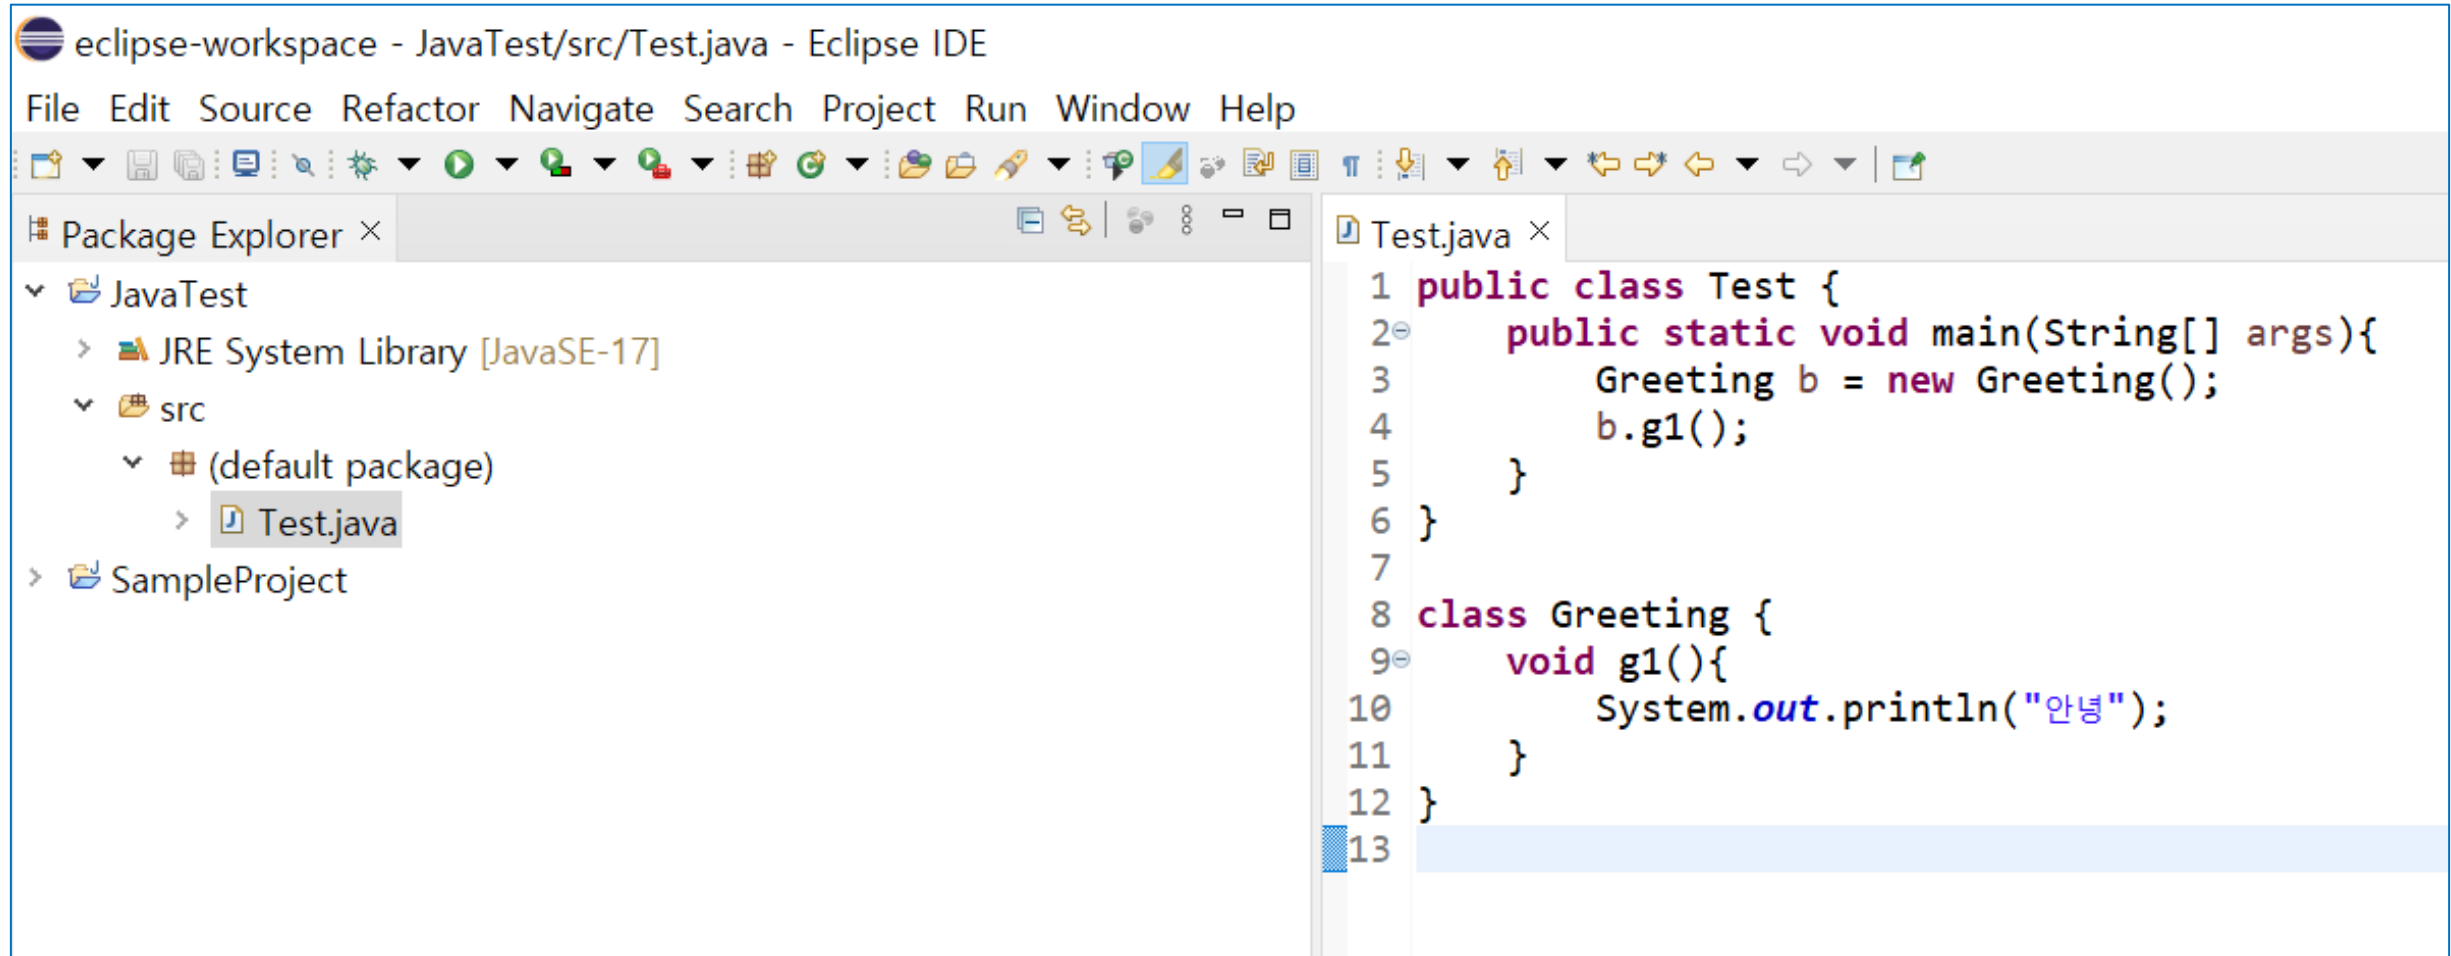 eclipse-workspace - JavaTest/src/Test.java - Eclipse IDE
File Edit Source Refactor Navigate Search Project Run Window Help
Package Explorer
JavaTest
JRE System Library [JavaSE-17]
src
(default package)
Test.java
SampleProject
Test.java
1 public class Test {
2 public static void main(String[] args){
3 Greeting b = new Greeting();
4 b.g1();
5 }
6 }
7
8 class Greeting {
9 void g1(){
10 System.out.println("안녕");
11 }
12 }
13